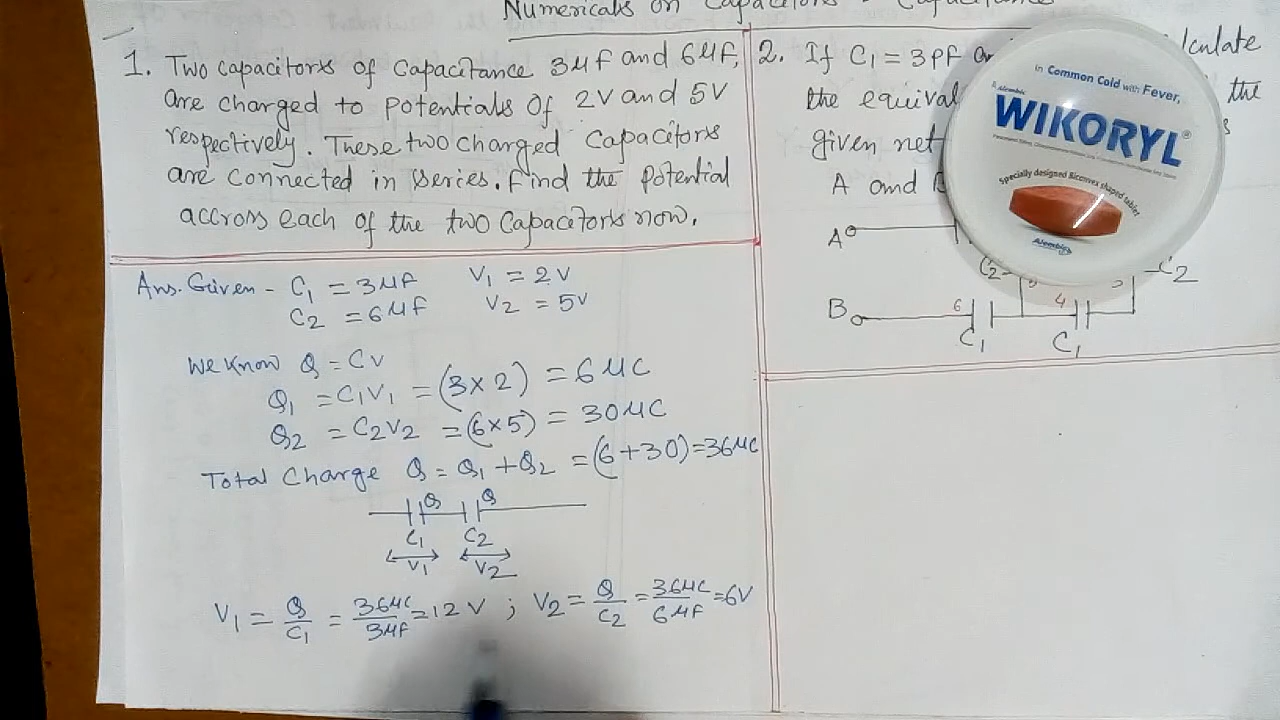 Numericals on Capacitors - Capacitance
1. Two capacitors of Capacitance 3μf and 6μf,
are charged to potentials Of 2V and 5V
respectively. These two charged Capacitors
are connected in series. Find the potential
accross each of the two Capacitors now.
Ans. Given - C1 = 3μF V1 = 2V
C2 = 6μF V2 = 5V
We Know Q = CV
Q1 = C1V1 = (3×2) = 6μC
Q2 = C2V2 = (6×5) = 30μC
Total Charge Q = Q1 + Q2 = (6+30)=36μC
Q Q
C1 C2
V1 V2
V1 = Q/C1 = 36μC/3μF = 12V ; V2 = Q/C2 = 36μC/6μF = 6V
2. If C1 = 3PF
lculate
the equival the
given net s
A and
A
C2 C2
B 6 4
C1 C1
in Common Cold with Fever,
Alembic
WIKORYL®
Specially designed Biconvex shaped tablet
Alembic